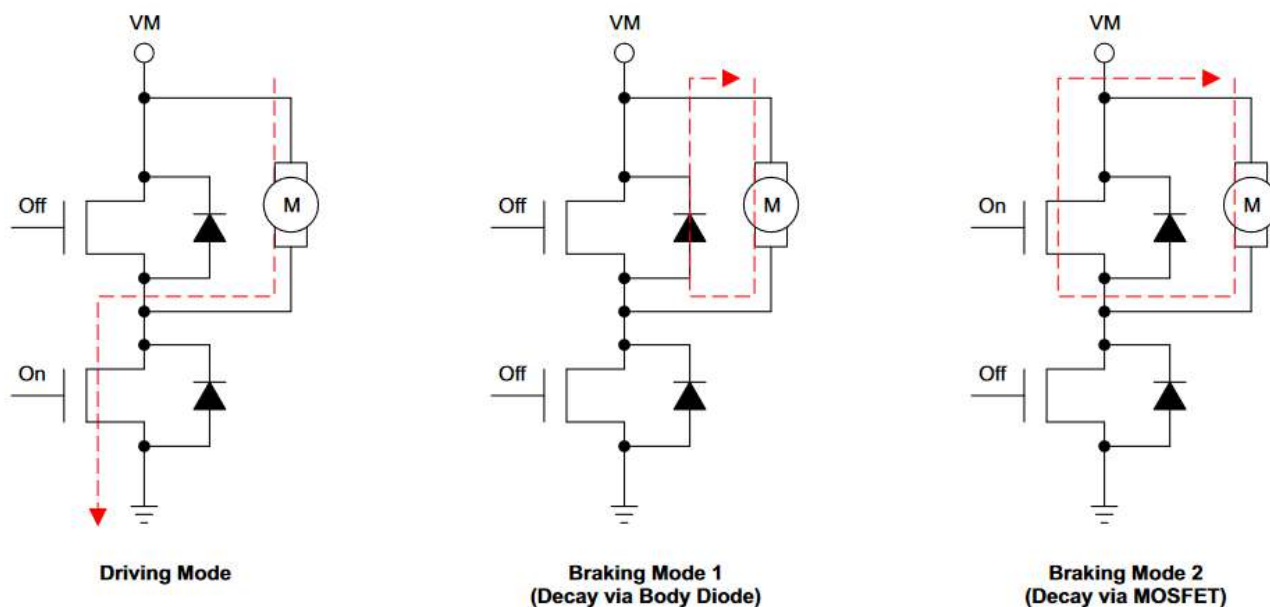 VM
Off
M
On
Driving Mode
VM
Off
M
Off
Braking Mode 1
(Decay via Body Diode)
VM
On
M
Off
Braking Mode 2
(Decay via MOSFET)